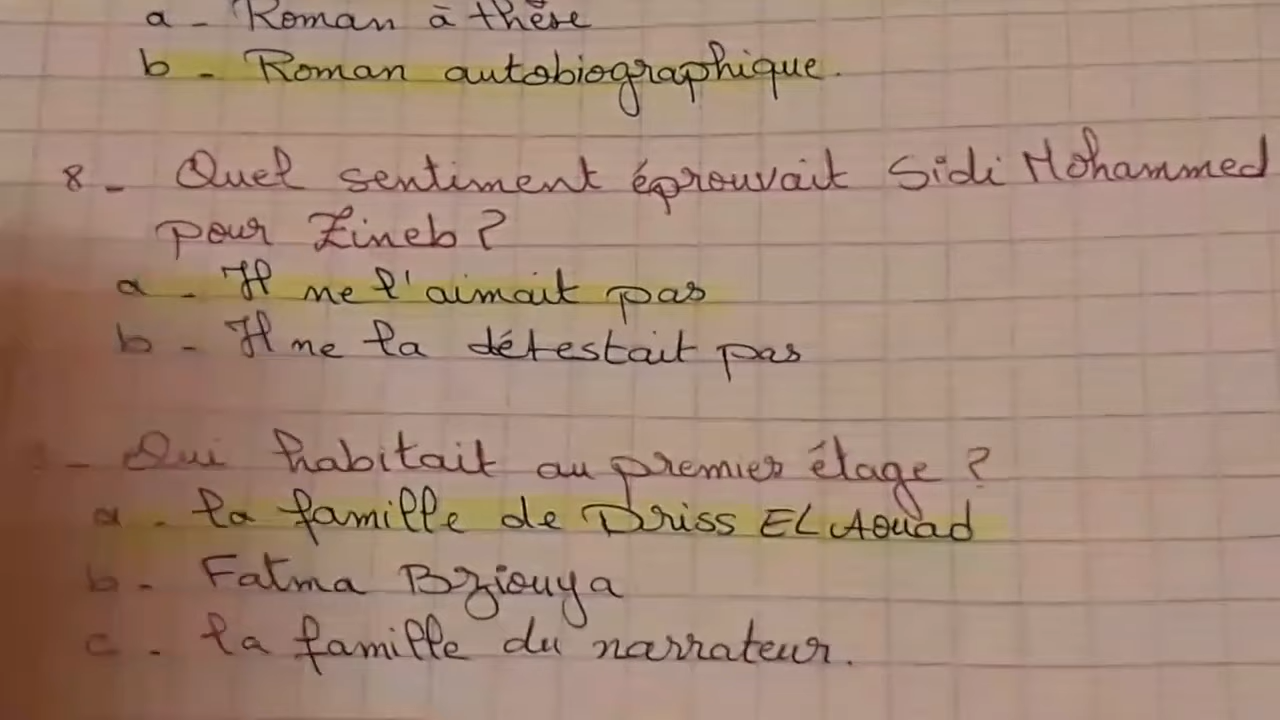 a - Roman à thèse
b - Roman autobiographique.
8 - Quel sentiment éprouvait Sidi Mohammed
pour Zineb ?
a - Il ne l'aimait pas
b - Il ne la détestait pas
- Qui habitait au premier étage ?
a - la famille de Driss EL Aouad
b - Fatma Bziouya
c - la famille du narrateur.